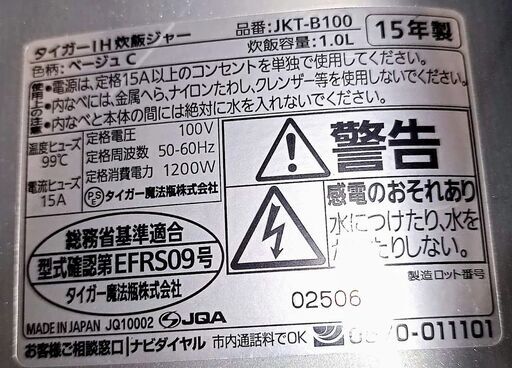 タイガーIH炊飯ジャー 品番:JKT-B100 15年製
色柄:ベージュ C 炊飯容量:1.0L
使用上の注意
●電源は、定格15A以上のコンセントを単独で使用してください。
●内なべには、金属へら、ナイロンたわし、クレンザー等を使用しないでください。
●内なべと本体の間には絶対に水を入れないでください。
温度ヒューズ 99℃
電流ヒューズ 15A
定格電圧 100V
定格周波数 50-60Hz
定格消費電力 1200W
PSE タイガー魔法瓶株式会社
警告
感電のおそれあり
水につけたり、水を
製造ロット番号
02506
総務省基準適合
型式確認第EFRS09号
タイガー魔法瓶株式会社
MADE IN JAPAN JQ10002 JQA
お客様ご相談窓口 ナビダイヤル 市内通話料でOK 0570-011101